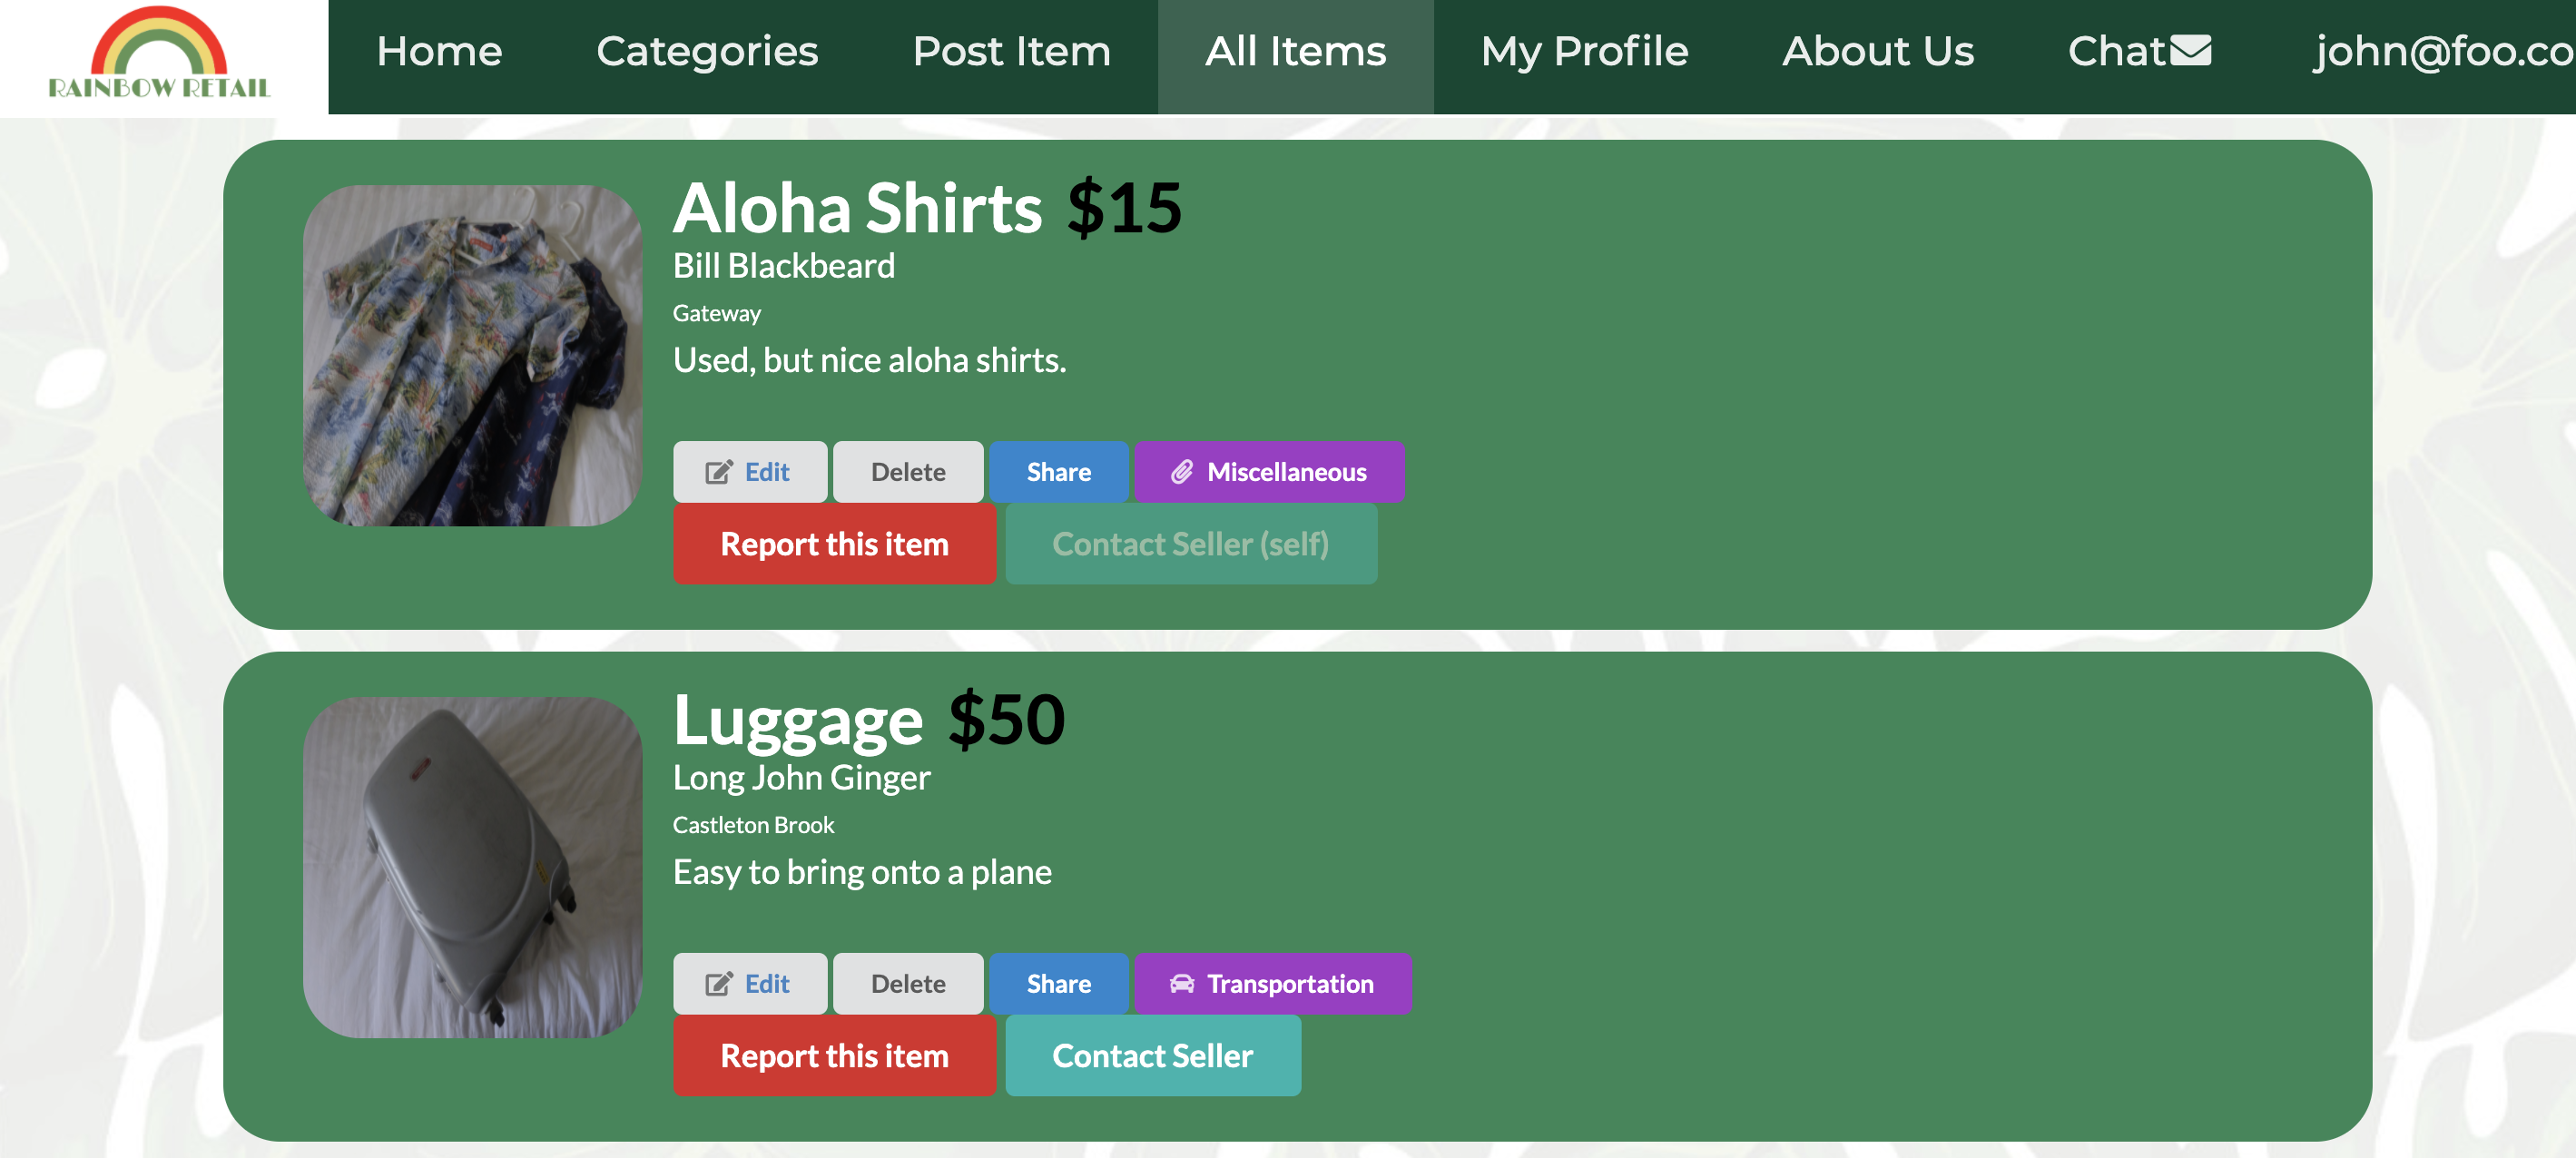 RAINBOW RETAIL
Home Categories Post Item All Items My Profile About Us Chat john@foo.co
Aloha Shirts $15
Bill Blackbeard
Gateway
Used, but nice aloha shirts.
Edit Delete Share Miscellaneous
Report this item Contact Seller (self)
Luggage $50
Long John Ginger
Castleton Brook
Easy to bring onto a plane
Edit Delete Share Transportation
Report this item Contact Seller